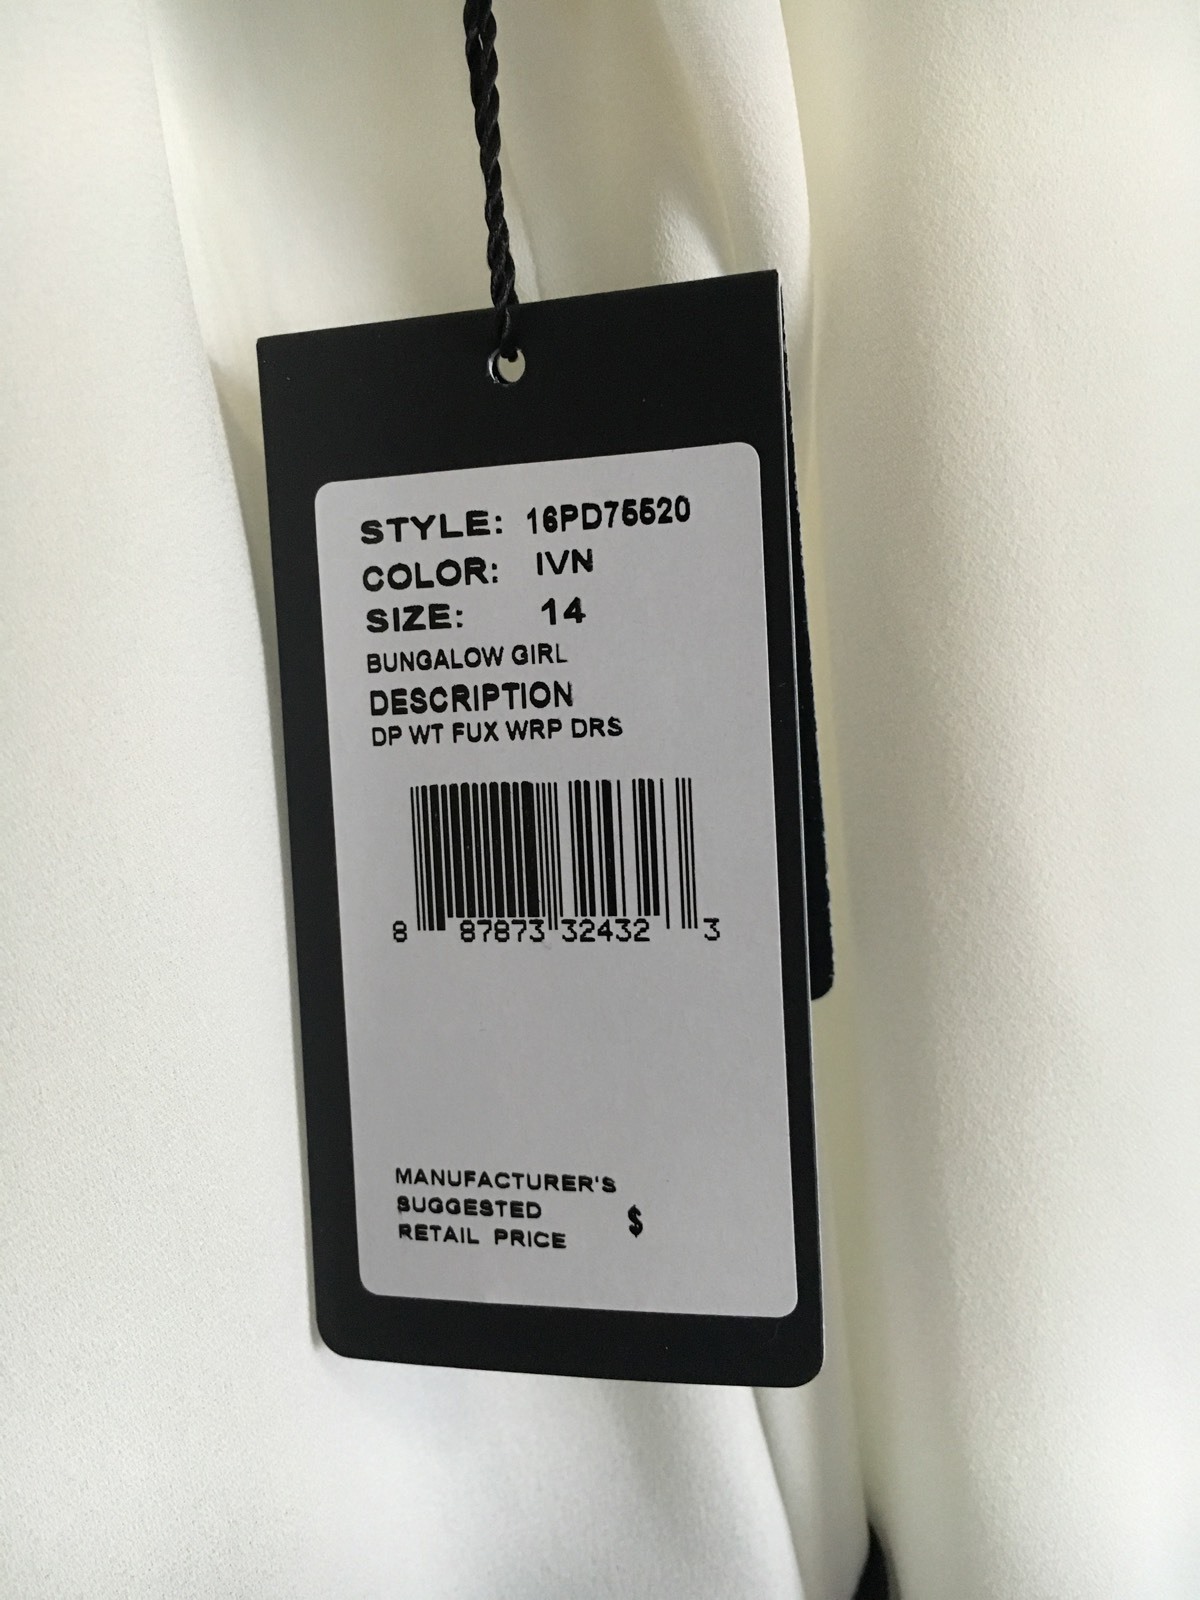 STYLE: 16PD75520
COLOR: IVN
SIZE: 14
BUNGALOW GIRL
DESCRIPTION
DP WT FUX WRP DRS
8 87873 32432 3
MANUFACTURER'S
SUGGESTED
RETAIL PRICE $